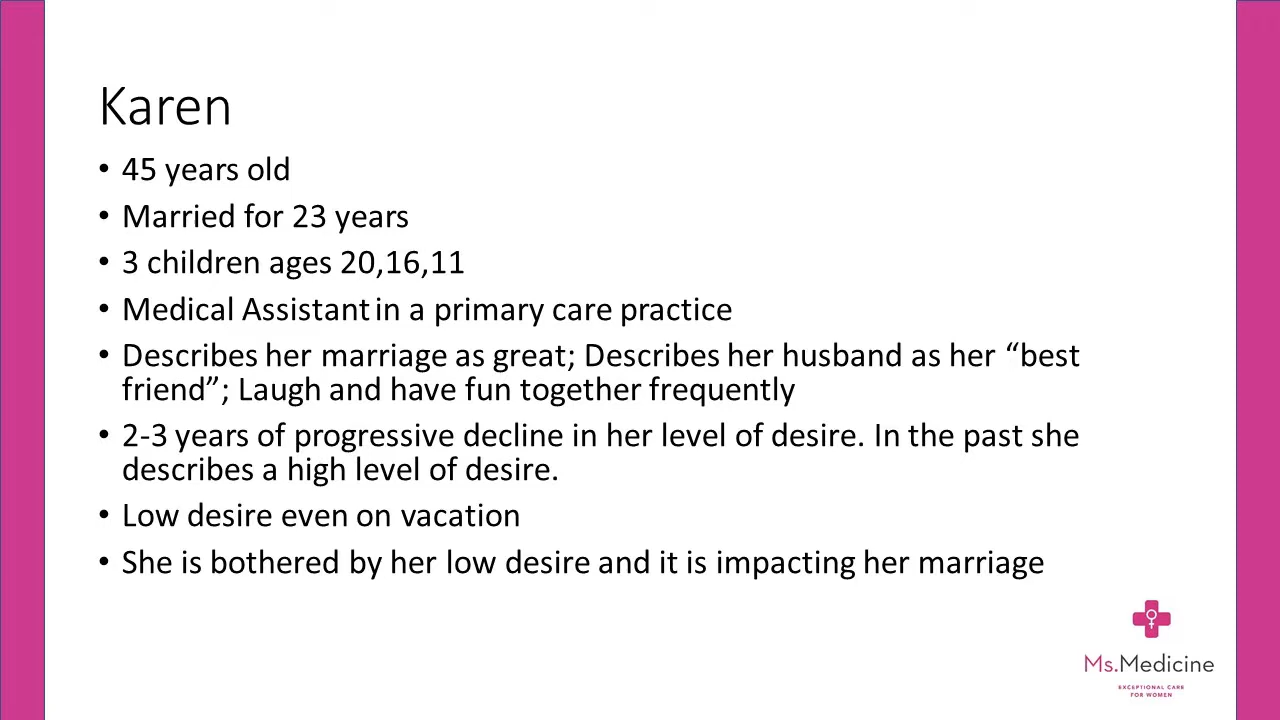 Karen
• 45 years old
• Married for 23 years
• 3 children ages 20,16,11
• Medical Assistant in a primary care practice
• Describes her marriage as great; Describes her husband as her “best
friend”; Laugh and have fun together frequently
• 2-3 years of progressive decline in her level of desire. In the past she
describes a high level of desire.
• Low desire even on vacation
• She is bothered by her low desire and it is impacting her marriage
Ms.Medicine
EXCEPTIONAL CARE
FOR WOMEN